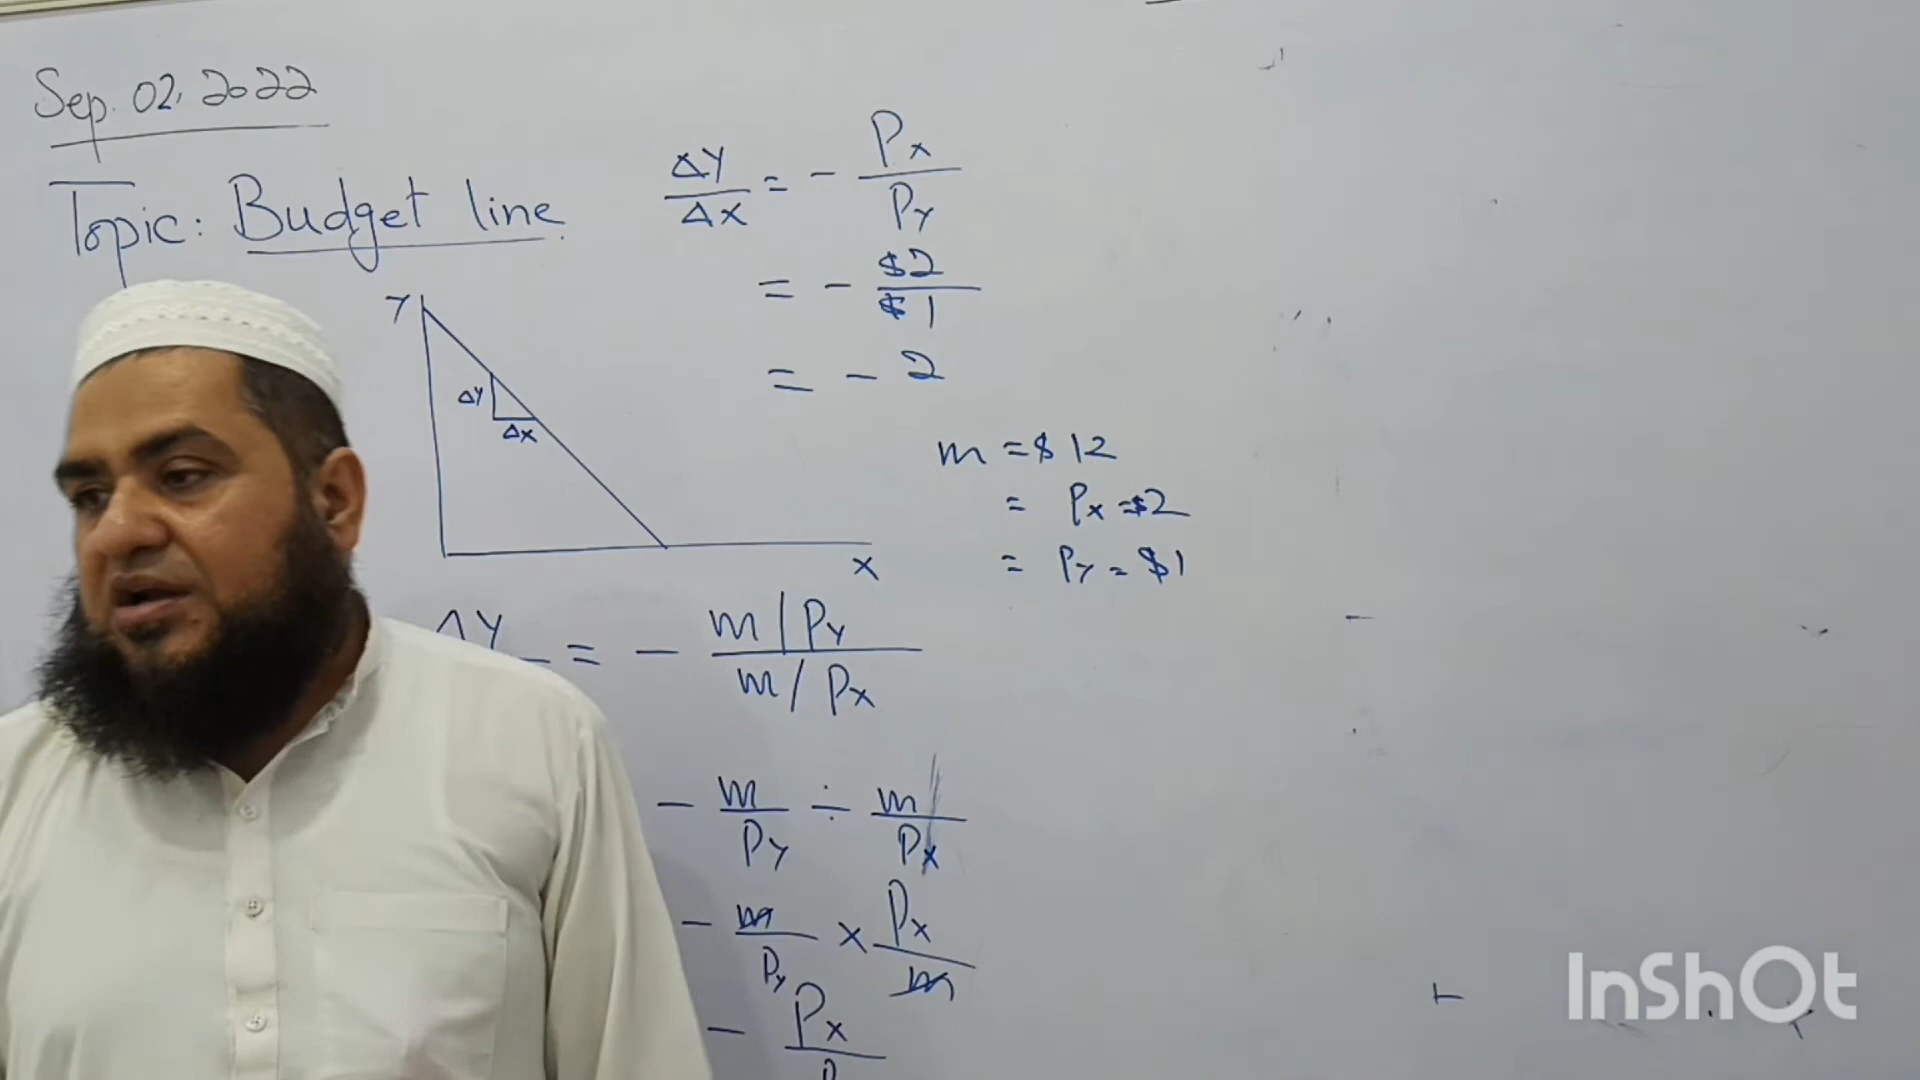 Sep. 02, 2022
Topic: Budget line
ΔY/ΔX = - Px/Py
= - $2/$1
= - 2
Y
ΔY
ΔX
X
m = $12
= Px = $2
= Py = $1
ΔY = - m/Py / m/Px
- m/Py ÷ m/Px
- m/Py × Px/m
- Px/P
InShOt